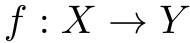 f : X → Y